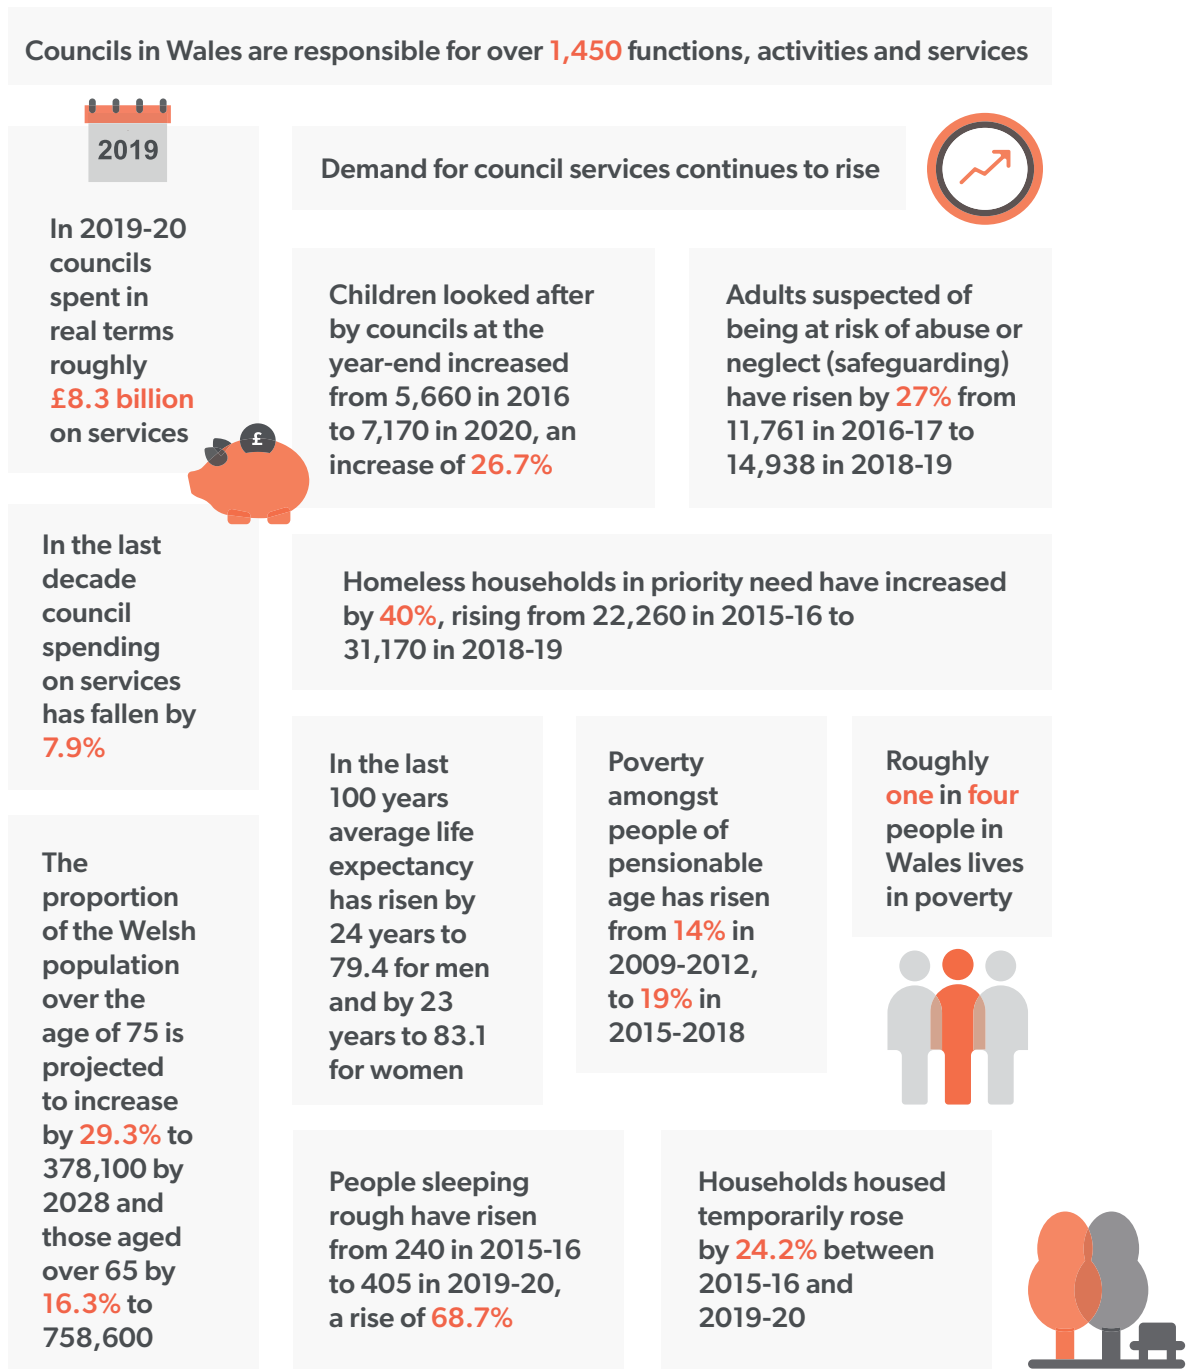 Councils in Wales are responsible for over 1,450 functions, activities and services
2019
In 2019-20
councils
spent in
real terms
roughly
£8.3 billion
on services
£
In the last
decade
council
spending
on services
has fallen by
7.9%
The
proportion
of the Welsh
population
over the
age of 75 is
projected
to increase
by 29.3% to
378,100 by
2028 and
those aged
over 65 by
16.3% to
758,600
Demand for council services continues to rise
Children looked after
by councils at the
year-end increased
from 5,660 in 2016
to 7,170 in 2020, an
increase of 26.7%
Adults suspected of
being at risk of abuse or
neglect (safeguarding)
have risen by 27% from
11,761 in 2016-17 to
14,938 in 2018-19
Homeless households in priority need have increased
by 40%, rising from 22,260 in 2015-16 to
31,170 in 2018-19
In the last
100 years
average life
expectancy
has risen by
24 years to
79.4 for men
and by 23
years to 83.1
for women
Poverty
amongst
people of
pensionable
age has risen
from 14% in
2009-2012,
to 19% in
2015-2018
Roughly
one in four
people in
Wales lives
in poverty
People sleeping
rough have risen
from 240 in 2015-16
to 405 in 2019-20,
a rise of 68.7%
Households housed
temporarily rose
by 24.2% between
2015-16 and
2019-20